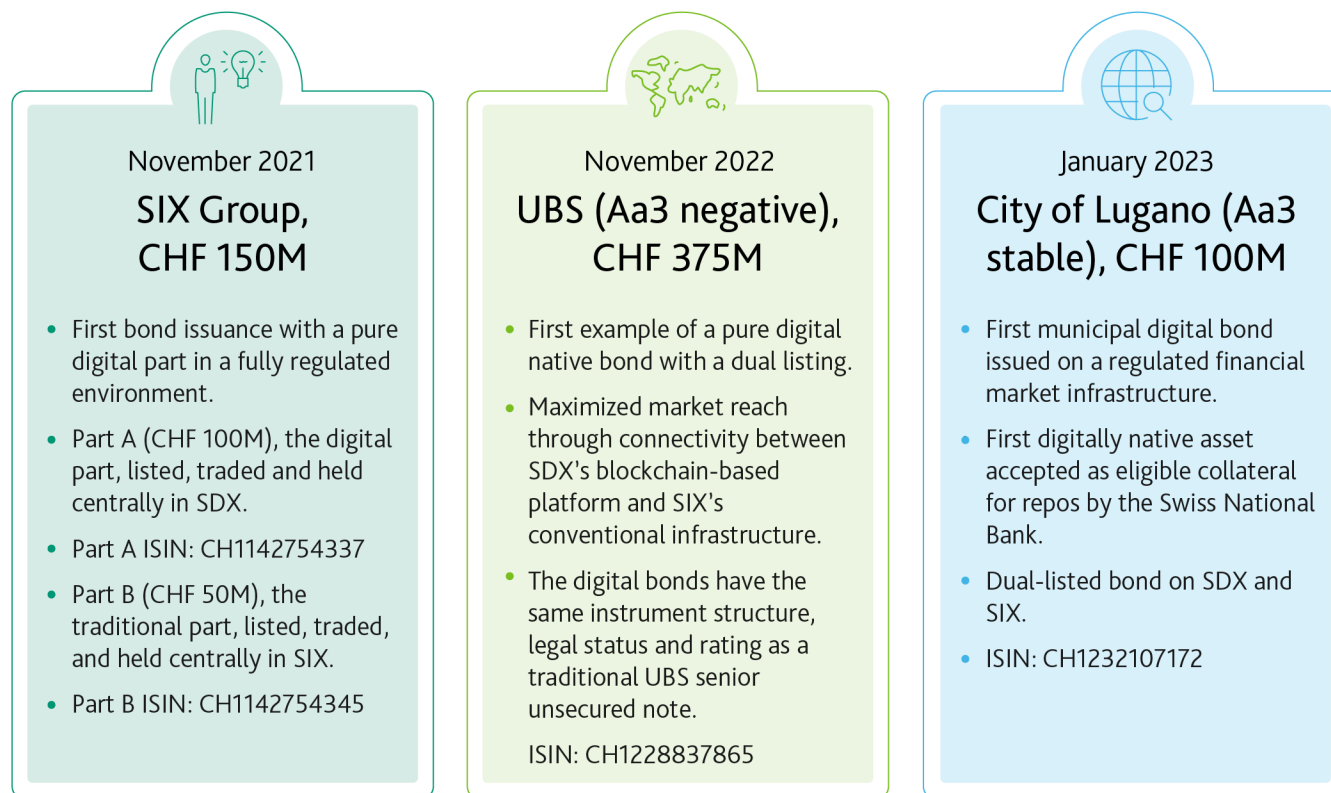 November 2021
SIX Group,
CHF 150M
• First bond issuance with a pure
digital part in a fully regulated
environment.
• Part A (CHF 100M), the digital
part, listed, traded and held
centrally in SDX.
• Part A ISIN: CH1142754337
• Part B (CHF 50M), the
traditional part, listed, traded,
and held centrally in SIX.
• Part B ISIN: CH1142754345
November 2022
UBS (Aa3 negative),
CHF 375M
• First example of a pure digital
native bond with a dual listing.
• Maximized market reach
through connectivity between
SDX’s blockchain-based
platform and SIX’s
conventional infrastructure.
• The digital bonds have the
same instrument structure,
legal status and rating as a
traditional UBS senior
unsecured note.
ISIN: CH1228837865
January 2023
City of Lugano (Aa3
stable), CHF 100M
• First municipal digital bond
issued on a regulated financial
market infrastructure.
• First digitally native asset
accepted as eligible collateral
for repos by the Swiss National
Bank.
• Dual-listed bond on SDX and
SIX.
• ISIN: CH1232107172